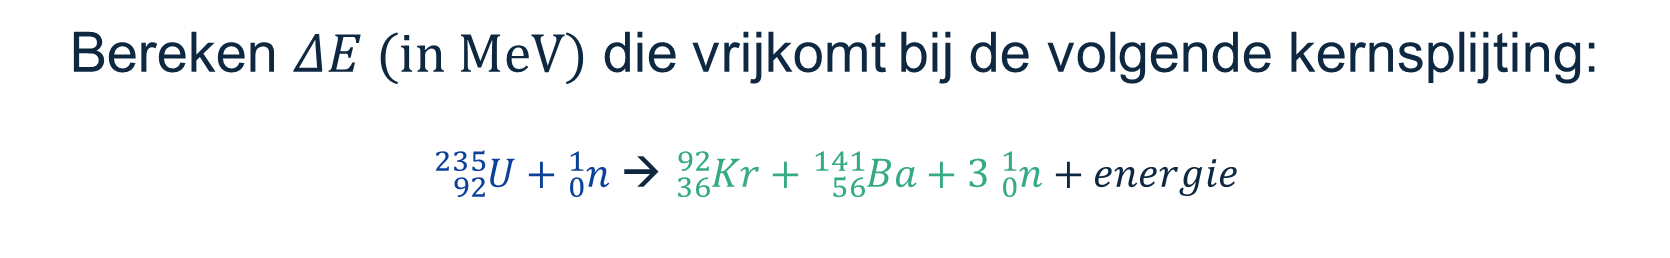 Bereken ΔE (in MeV) die vrijkomt bij de volgende kernsplijting:
²³⁵₉₂U + ¹₀n → ⁹²₃₆Kr + ¹⁴¹₅₆Ba + 3 ¹₀n + energie